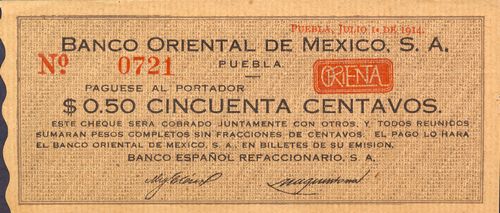 PUEBLA, JULIO 1o DE 1914.
BANCO ORIENTAL DE MEXICO, S. A.
No. 0721
PUEBLA.
ORIENTAL
PAGUESE AL PORTADOR
$ 0.50 CINCUENTA CENTAVOS.
ESTE CHEQUE SERA COBRADO JUNTAMENTE CON OTROS, Y TODOS REUNIDOS
SUMARAN PESOS COMPLETOS SIN FRACCIONES DE CENTAVOS. EL PAGO LO HARA
EL BANCO ORIENTAL DE MEXICO, S. A., EN BILLETES DE SU EMISION.
BANCO ESPAÑOL REFACCIONARIO, S. A.